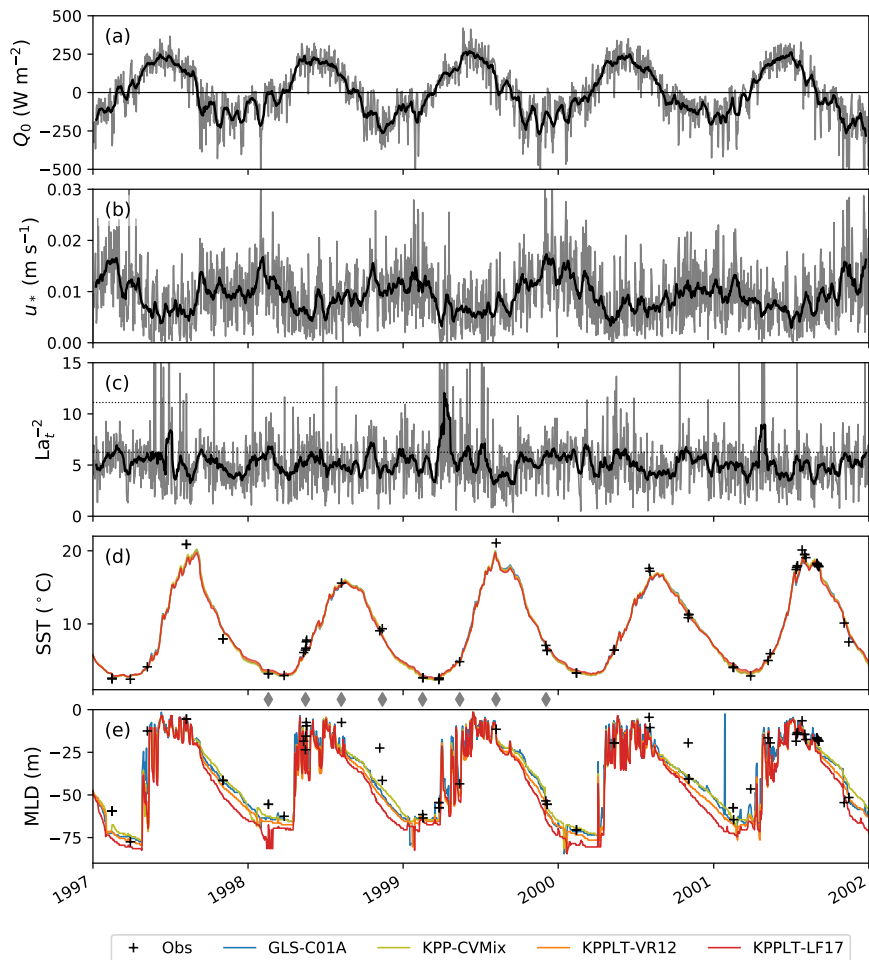 (a)
Q₀ (W m⁻²)
500
250
0
−250
−500
(b)
u* (m s⁻¹)
0.03
0.02
0.01
0.00
(c)
Laₜ⁻²
15
10
5
0
(d)
SST (°C)
20
10
(e)
MLD (m)
0
−25
−50
−75
1997
1998
1999
2000
2001
2002
Obs GLS-C01A KPP-CVMix KPPLT-VR12 KPPLT-LF17